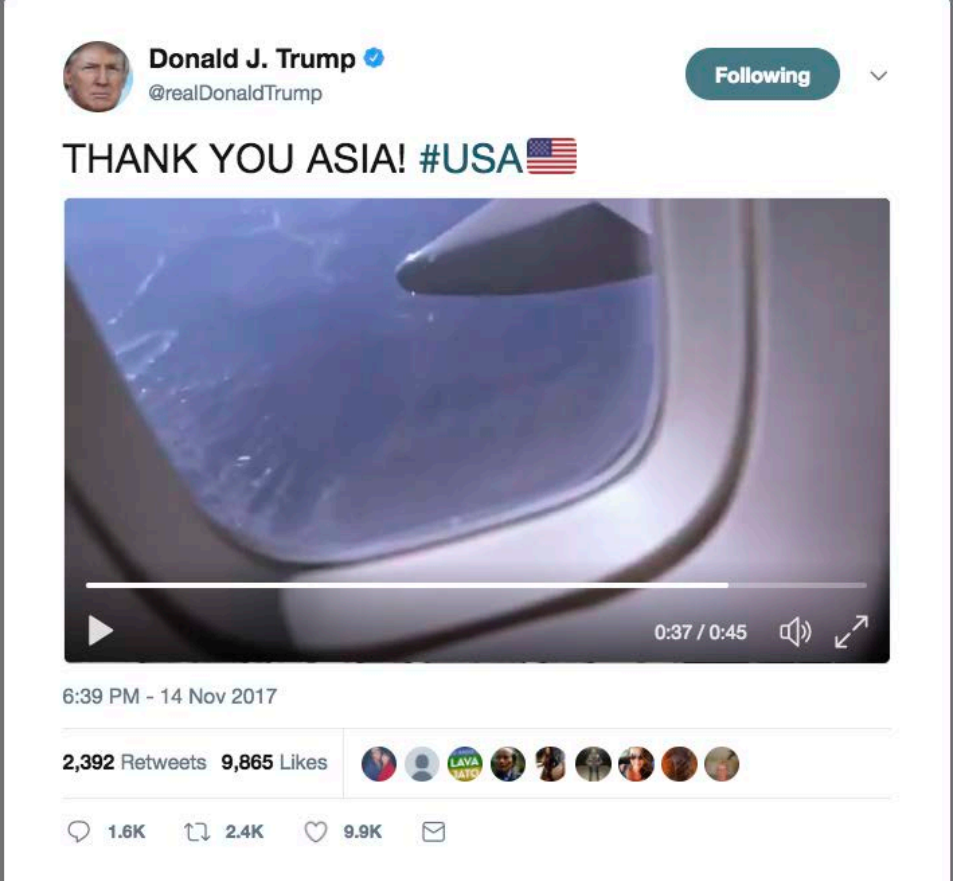 Donald J. Trump
@realDonaldTrump
Following
THANK YOU ASIA! #USA🇺🇸
0:37 / 0:45
6:39 PM - 14 Nov 2017
2,392 Retweets 9,865 Likes
LAVA
JATO
1.6K 2.4K 9.9K